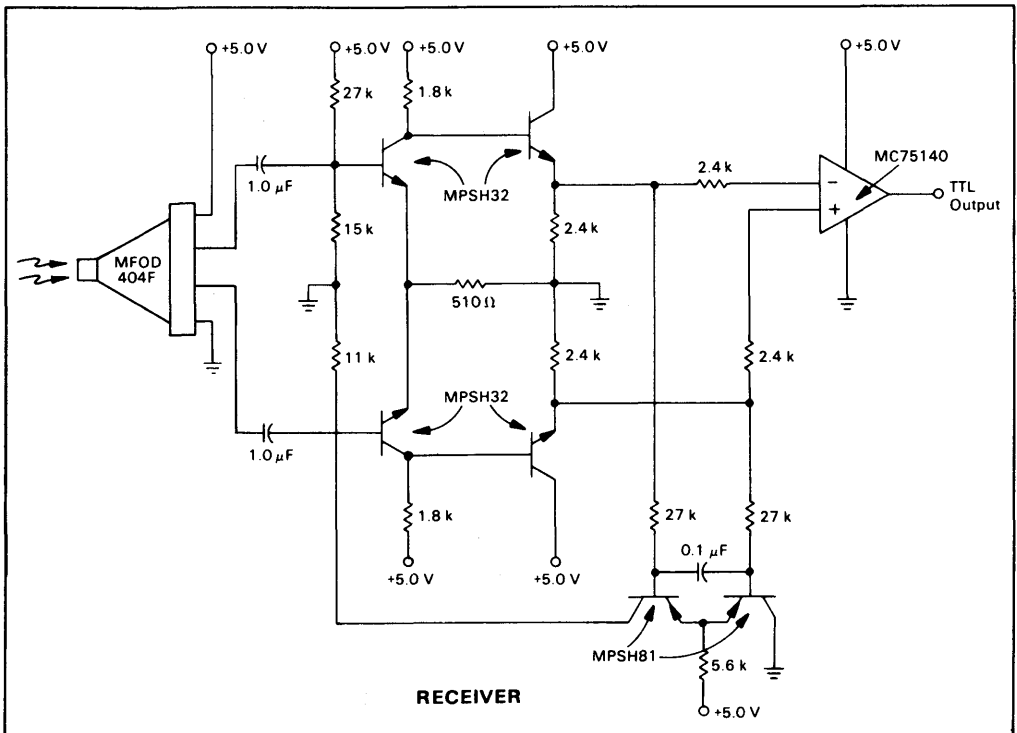 +5.0 V
+5.0 V
+5.0 V
+5.0 V
+5.0 V
27 k
1.8 k
MC75140
1.0 µF
MPSH32
2.4 k
−
+
TTL
Output
15 k
2.4 k
MFOD
404F
510 Ω
11 k
2.4 k
2.4 k
MPSH32
1.0 µF
1.8 k
27 k
27 k
+5.0 V
+5.0 V
0.1 µF
MPSH81
5.6 k
RECEIVER
+5.0 V